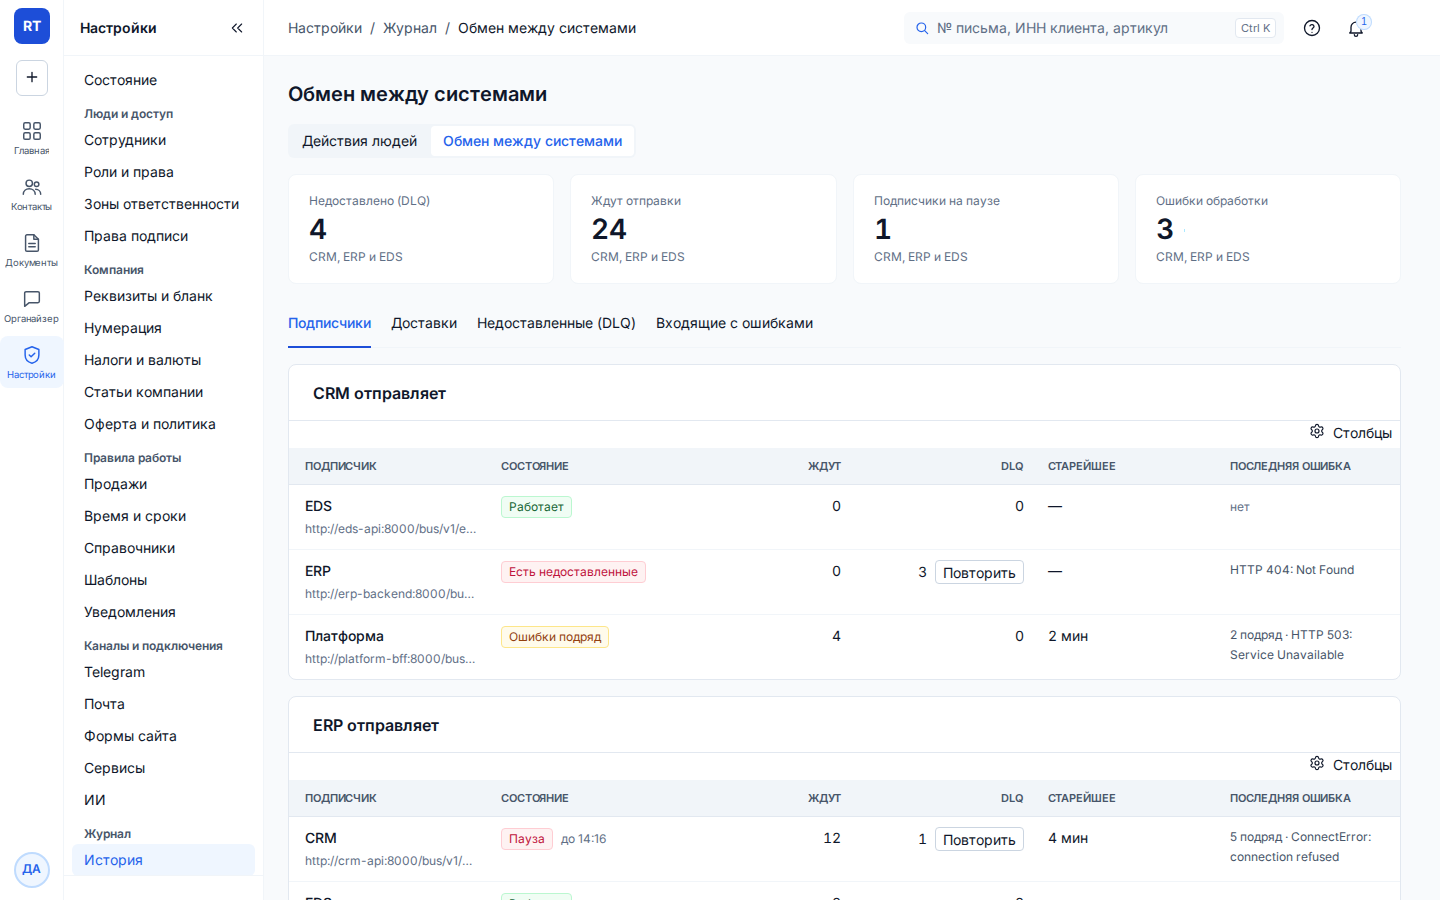 RT
Настройки
Настройки / Журнал / Обмен между системами
№ письма, ИНН клиента, артикул
Ctrl K
1
Главная
Контакты
Документы
Органайзер
Настройки
ДА
Состояние
Люди и доступ
Сотрудники
Роли и права
Зоны ответственности
Права подписи
Компания
Реквизиты и бланк
Нумерация
Налоги и валюты
Статьи компании
Оферта и политика
Правила работы
Продажи
Время и сроки
Справочники
Шаблоны
Уведомления
Каналы и подключения
Telegram
Почта
Формы сайта
Сервисы
ИИ
Журнал
История
Обмен между системами
Действия людей
Обмен между системами
Недоставлено (DLQ)
4
CRM, ERP и EDS
Ждут отправки
24
CRM, ERP и EDS
Подписчики на паузе
1
CRM, ERP и EDS
Ошибки обработки
3
CRM, ERP и EDS
Подписчики Доставки Недоставленные (DLQ) Входящие с ошибками
CRM отправляет
Столбцы
ПОДПИСЧИК СОСТОЯНИЕ ЖДУТ DLQ СТАРЕЙШЕЕ ПОСЛЕДНЯЯ ОШИБКА
EDS Работает 0 0 — нет
http://eds-api:8000/bus/v1/e...
ERP Есть недоставленные 0 3 Повторить — HTTP 404: Not Found
http://erp-backend:8000/bu...
Платформа Ошибки подряд 4 0 2 мин 2 подряд · HTTP 503:
http://platform-bff:8000/bus... Service Unavailable
ERP отправляет
Столбцы
ПОДПИСЧИК СОСТОЯНИЕ ЖДУТ DLQ СТАРЕЙШЕЕ ПОСЛЕДНЯЯ ОШИБКА
CRM Пауза до 14:16 12 1 Повторить 4 мин 5 подряд · ConnectError:
http://crm-api:8000/bus/v1/... connection refused